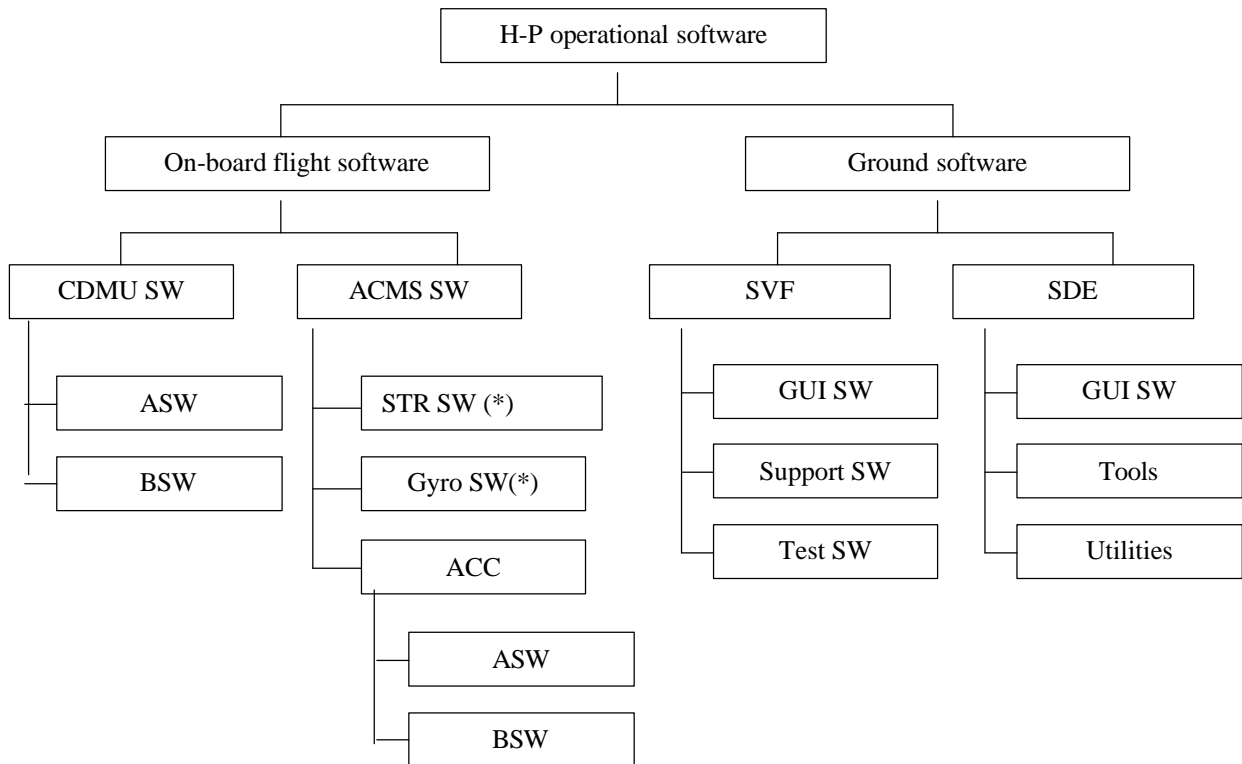 H-P operational software
On-board flight software
Ground software
CDMU SW
ACMS SW
SVF
SDE
ASW
STR SW (*)
GUI SW
GUI SW
BSW
Gyro SW(*)
Support SW
Tools
ACC
Test SW
Utilities
ASW
BSW